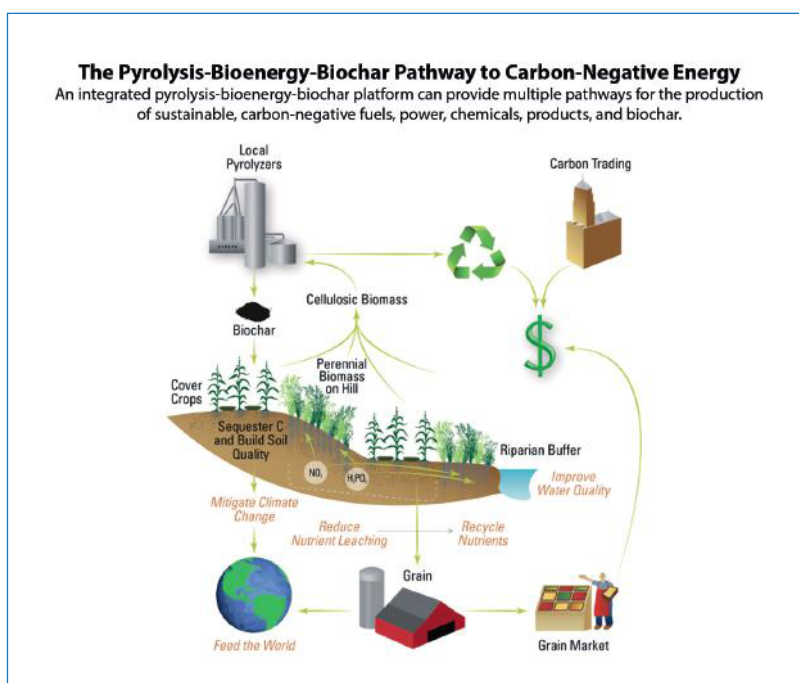 The Pyrolysis-Bioenergy-Biochar Pathway to Carbon-Negative Energy
An integrated pyrolysis-bioenergy-biochar platform can provide multiple pathways for the production
of sustainable, carbon-negative fuels, power, chemicals, products, and biochar.
Local
Pyrolyzers
Carbon Trading
Cellulosic Biomass
Biochar
$
Cover
Crops
Perennial
Biomass
on Hill
Sequester C
and Build Soil
Quality
Riparian Buffer
NO₃
H₂PO₄
Improve
Water Quality
Mitigate Climate
Change
Reduce
Nutrient Leaching
Recycle
Nutrients
Grain
Feed the World
Grain Market